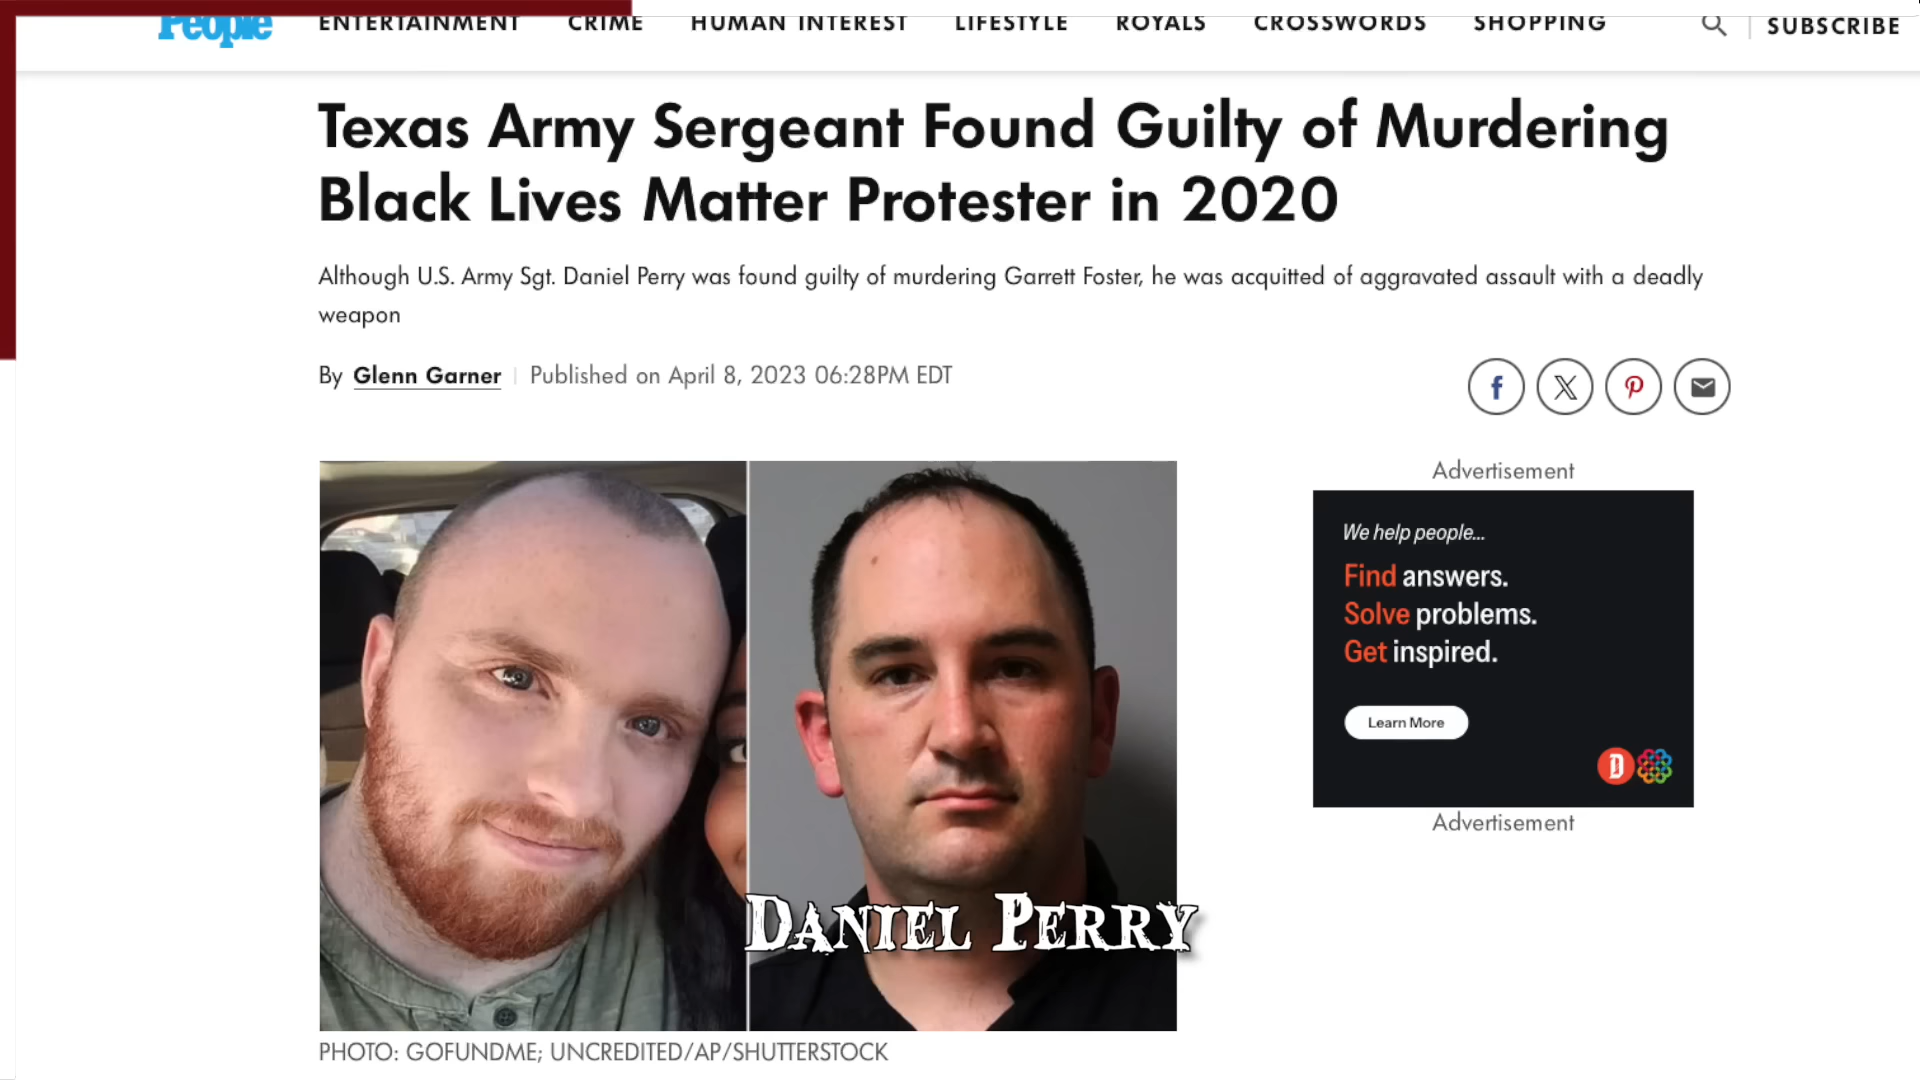 People ENTERTAINMENT CRIME HUMAN INTEREST LIFESTYLE ROYALS CROSSWORDS SHOPPING SUBSCRIBE
Texas Army Sergeant Found Guilty of Murdering
Black Lives Matter Protester in 2020
Although U.S. Army Sgt. Daniel Perry was found guilty of murdering Garrett Foster, he was acquitted of aggravated assault with a deadly
weapon
By Glenn Garner Published on April 8, 2023 06:28PM EDT
Advertisement
We help people...
Find answers.
Solve problems.
Get inspired.
Learn More
D
Advertisement
DANIEL PERRY
PHOTO: GOFUNDME; UNCREDITED/AP/SHUTTERSTOCK